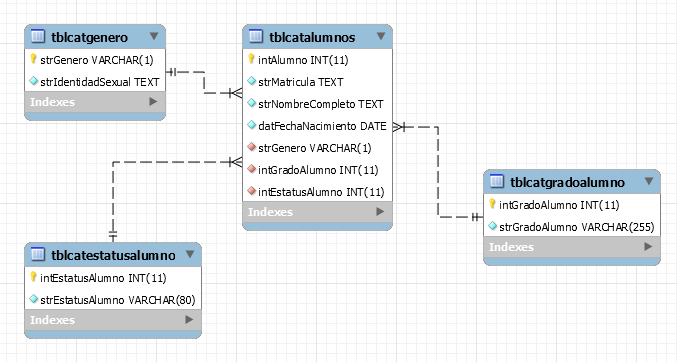 tblcatgenero
strGenero VARCHAR(1)
strIdentidadSexual TEXT
Indexes
tblcatalumnos
intAlumno INT(11)
strMatricula TEXT
strNombreCompleto TEXT
datFechaNacimiento DATE
strGenero VARCHAR(1)
intGradoAlumno INT(11)
intEstatusAlumno INT(11)
Indexes
tblcatgradoalumno
intGradoAlumno INT(11)
strGradoAlumno VARCHAR(255)
Indexes
tblcatestatusalumno
intEstatusAlumno INT(11)
strEstatusAlumno VARCHAR(80)
Indexes